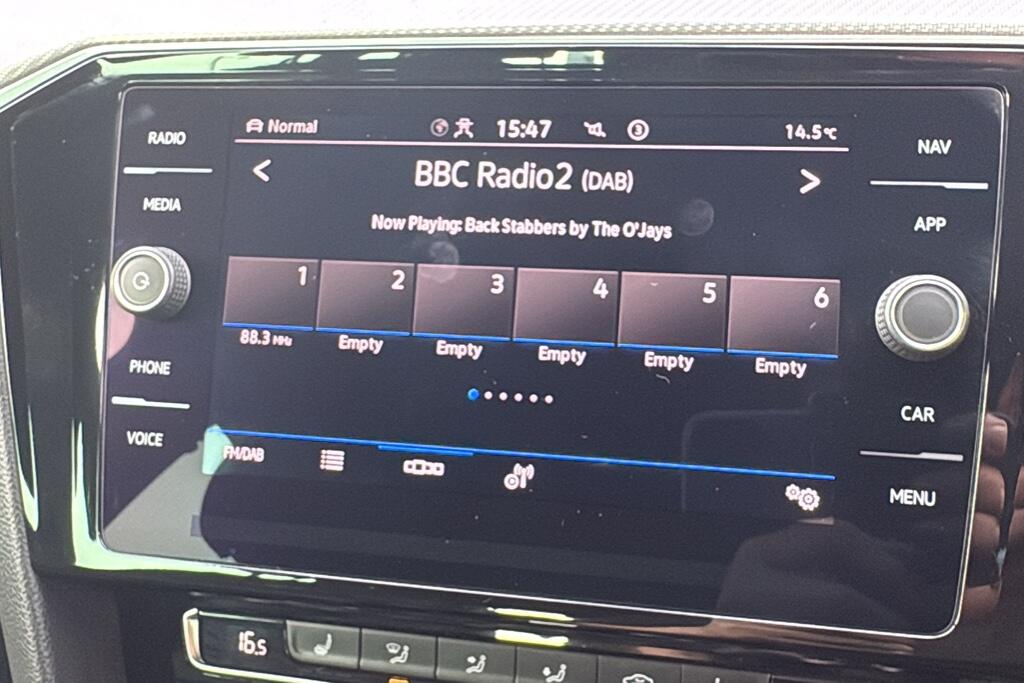 RADIO
MEDIA
PHONE
VOICE
Normal 15:47 3 14.5°C
< BBC Radio2 (DAB) >
Now Playing: Back Stabbers by The O'Jays
1 2 3 4 5 6
88.3 MHz Empty Empty Empty Empty Empty
FM/DAB
NAV
APP
CAR
MENU
16.5